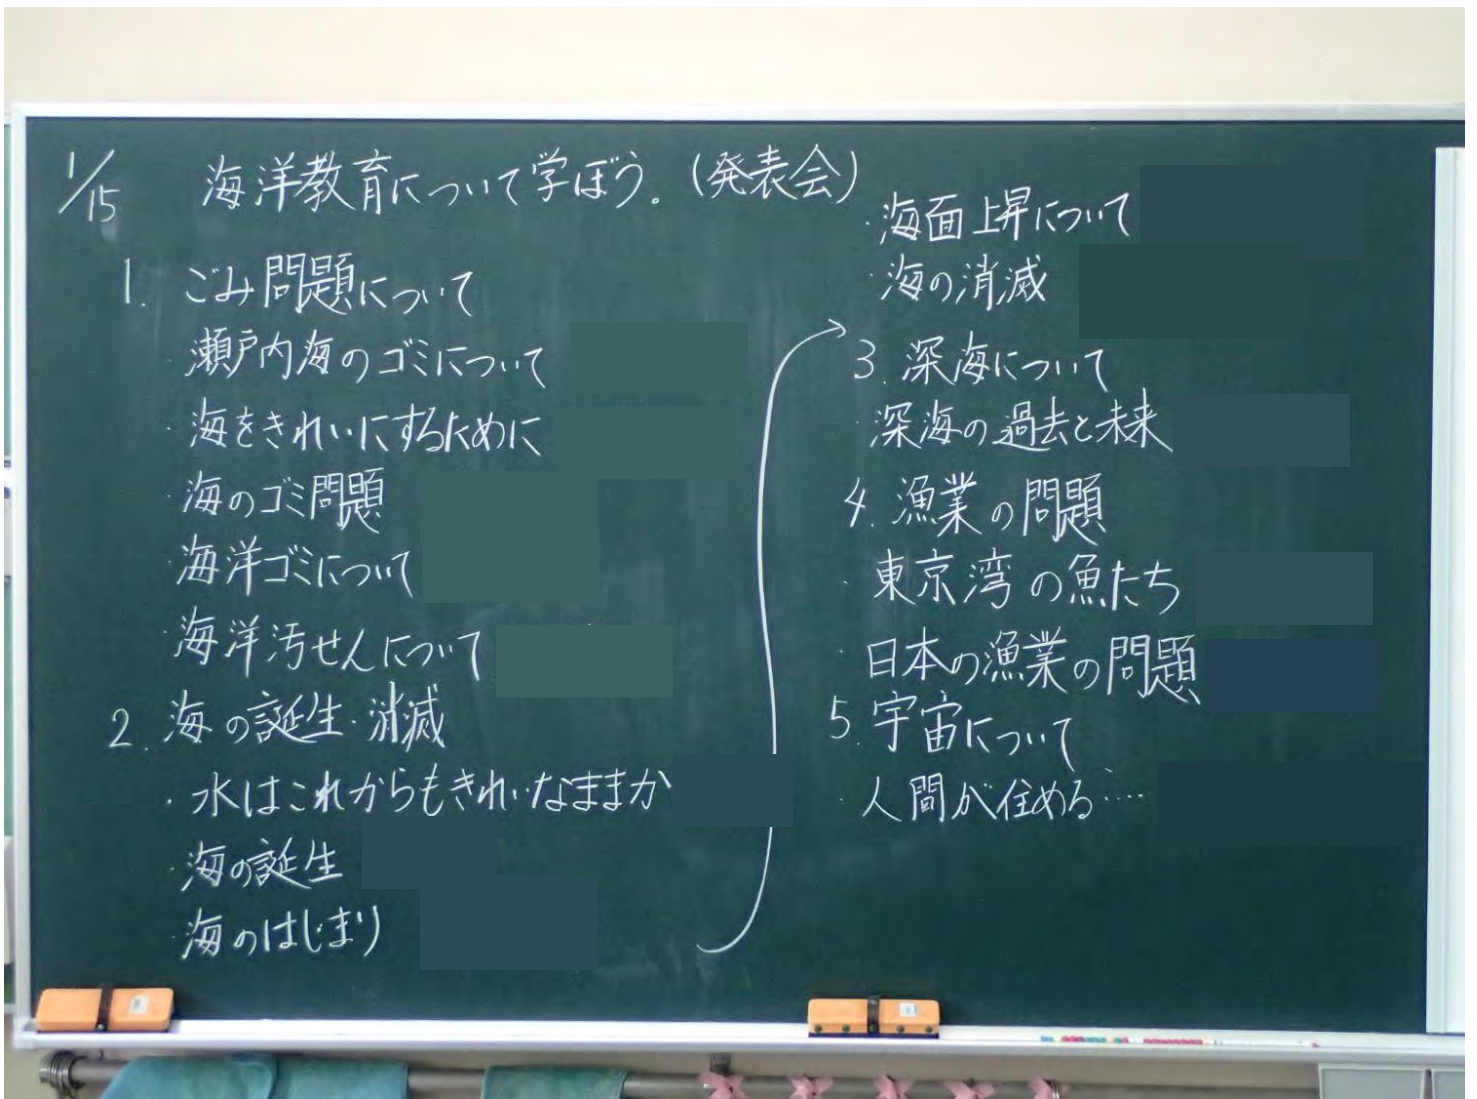 1/15 海洋教育について学ぼう。(発表会)
1. ごみ問題について
・瀬戸内海のゴミについて
・海をきれいにするために
・海のゴミ問題
・海洋ゴミについて
・海洋汚せんについて
2. 海の誕生・消滅
・水はこれからもきれいなままか
・海の誕生
・海のはじまり
・海面上昇について
・海の消滅
3. 深海について
・深海の過去と未来
4. 漁業の問題
・東京湾の魚たち
・日本の漁業の問題
5. 宇宙について
・人間が住める‥‥